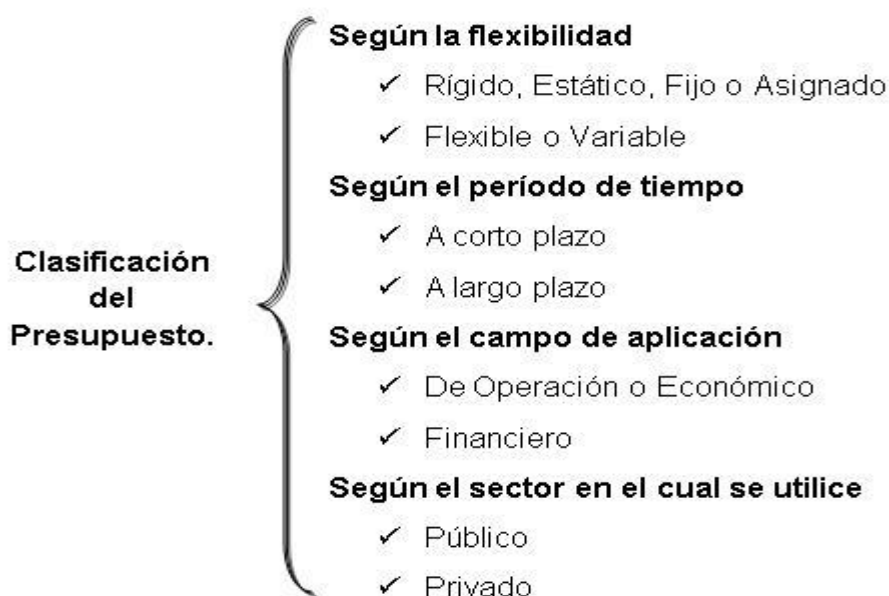 Clasificación
del
Presupuesto.
Según la flexibilidad
✓ Rígido, Estático, Fijo o Asignado
✓ Flexible o Variable
Según el período de tiempo
✓ A corto plazo
✓ A largo plazo
Según el campo de aplicación
✓ De Operación o Económico
✓ Financiero
Según el sector en el cual se utilice
✓ Público
✓ Privado